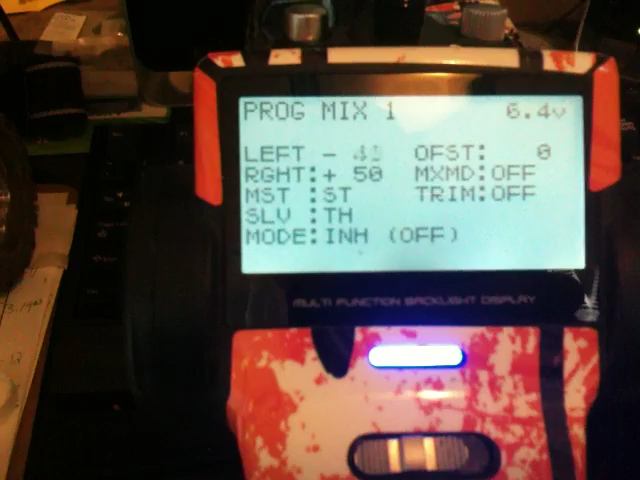 PROG MIX 1 6.4v
LEFT - OFST: 0
RGHT:+ 50 MXMD:OFF
MST :ST TRIM:OFF
SLV :TH
MODE:INH (OFF)
MULTI FUNCTION BACKLIGHT DISPLAY